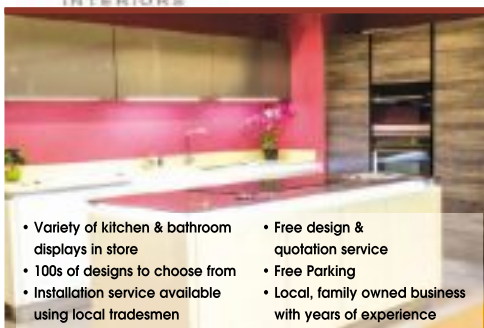 INTERIORS
• Variety of kitchen & bathroom
displays in store
• 100s of designs to choose from
• Installation service available
using local tradesmen
• Free design &
quotation service
• Free Parking
• Local, family owned business
with years of experience